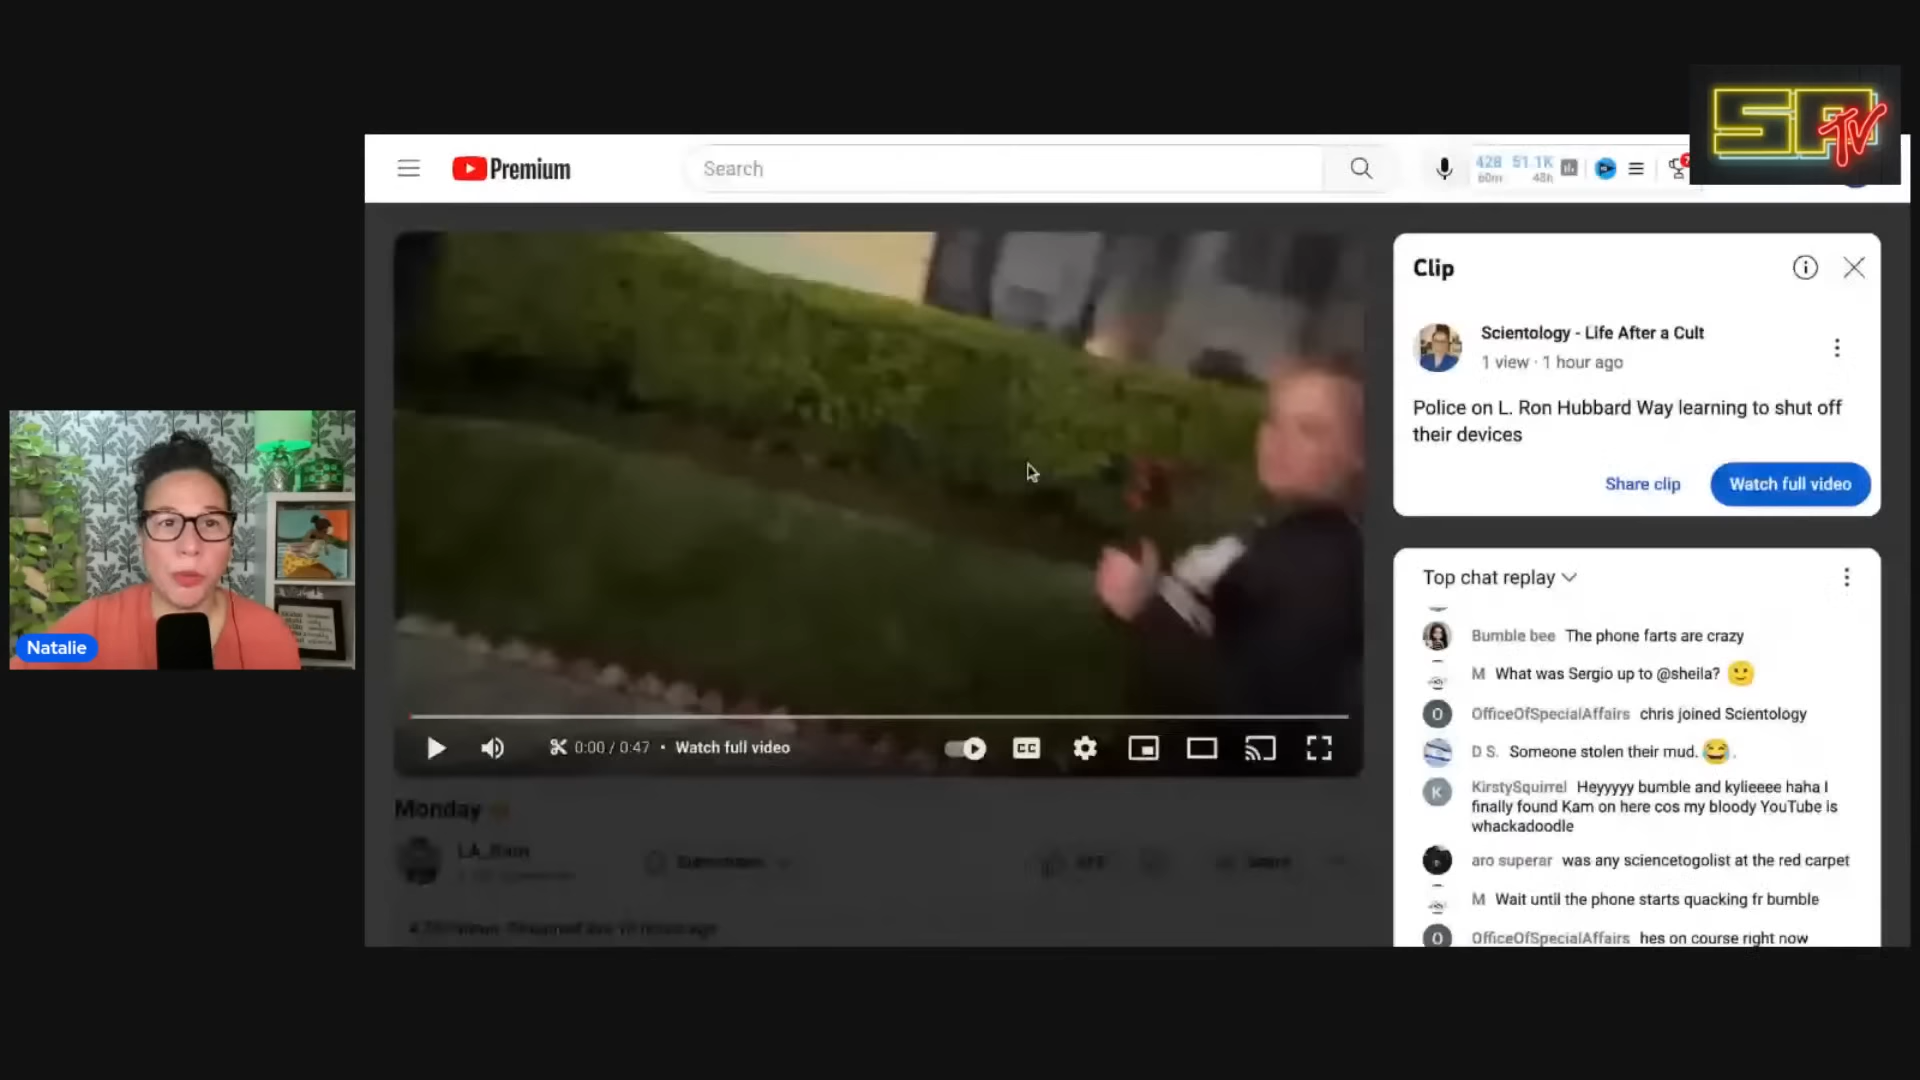 SPTV
Premium
Search
428 51.1K
60m 48h
7
Clip
Scientology - Life After a Cult
1 view · 1 hour ago
Police on L. Ron Hubbard Way learning to shut off
their devices
Share clip
Watch full video
Natalie
0:00 / 0:47 • Watch full video
CC
Monday
Top chat replay
Bumble bee The phone farts are crazy
M What was Sergio up to @sheila? 🙂
O OfficeOfSpecialAffairs chris joined Scientology
D S. Someone stolen their mud. 😂 .
K KirstySquirrel Heyyyyy bumble and kylieeee haha I
finally found Kam on here cos my bloody YouTube is
whackadoodle
aro superar was any sciencetogolist at the red carpet
M Wait until the phone starts quacking fr bumble
O OfficeOfSpecialAffairs hes on course right now